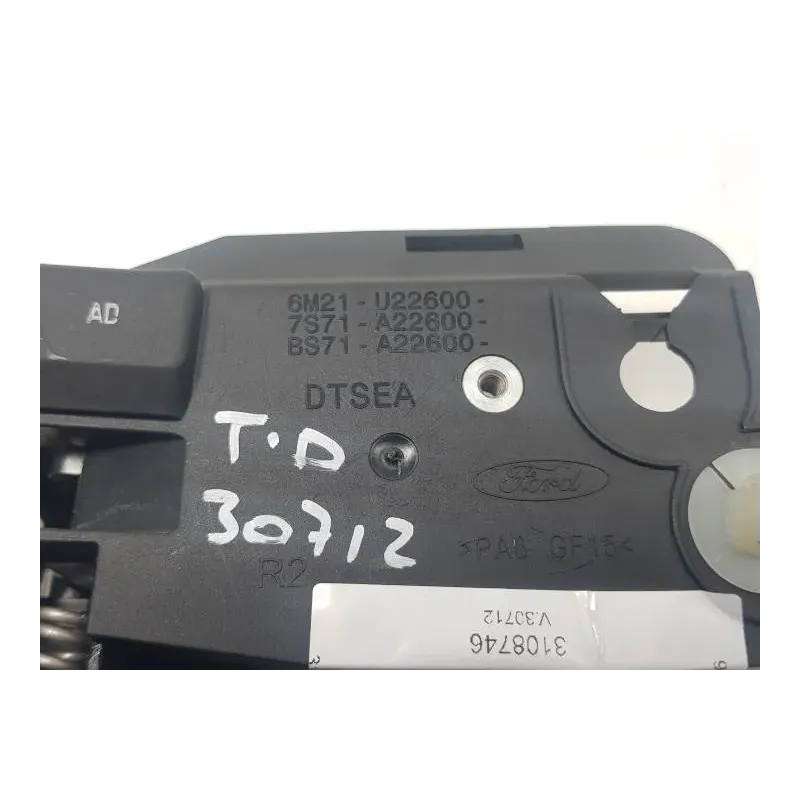 AD
6M21 - U22600 -
7S71 - A22600 -
BS71 - A22600 -
DTSEA
T.D
30712
Ford
>PA6 GF15<
R2
3108746
V.30712